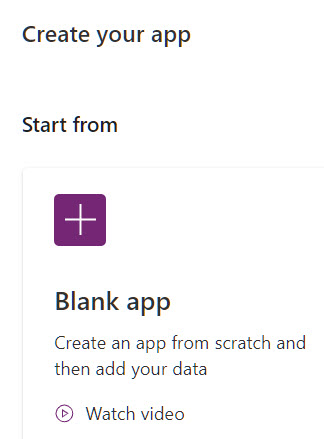 Create your app
Start from
Blank app
Create an app from scratch and
then add your data
Watch video